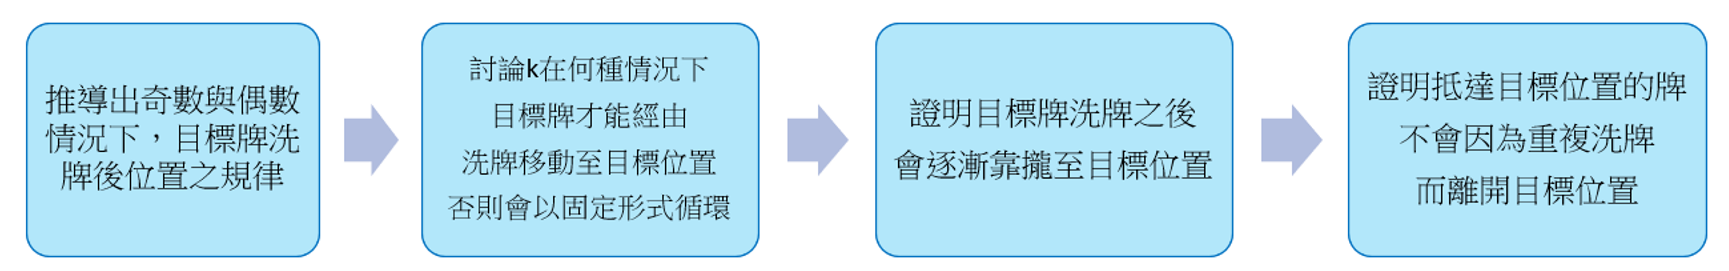 推導出奇數與偶數
情況下，目標牌洗
牌後位置之規律
討論k在何種情況下
目標牌才能經由
洗牌移動至目標位置
否則會以固定形式循環
證明目標牌洗牌之後
會逐漸靠攏至目標位置
證明抵達目標位置的牌
不會因為重複洗牌
而離開目標位置